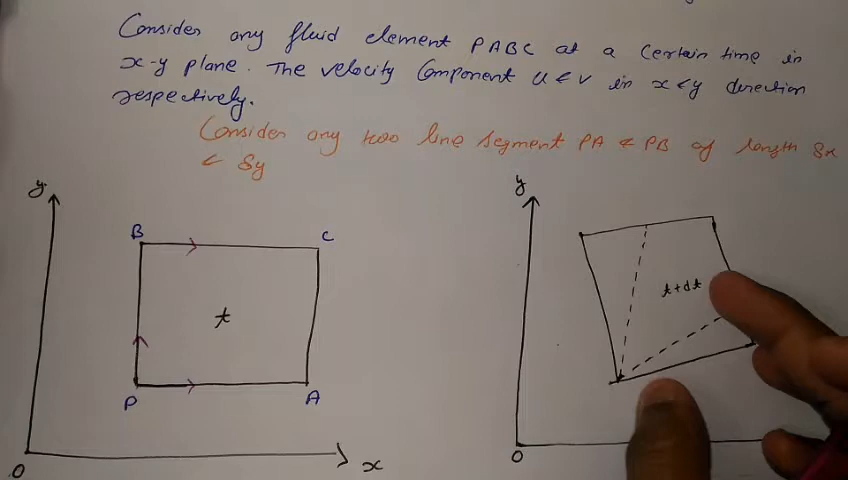 Consider any fluid element PABC at a certain time in
x-y plane. The velocity Component u & v in x & y direction
respectively.
Consider any two line segment PA & PB of length δx
& δy
y
B
C
t
P
A
O
x
y
t+dt
O